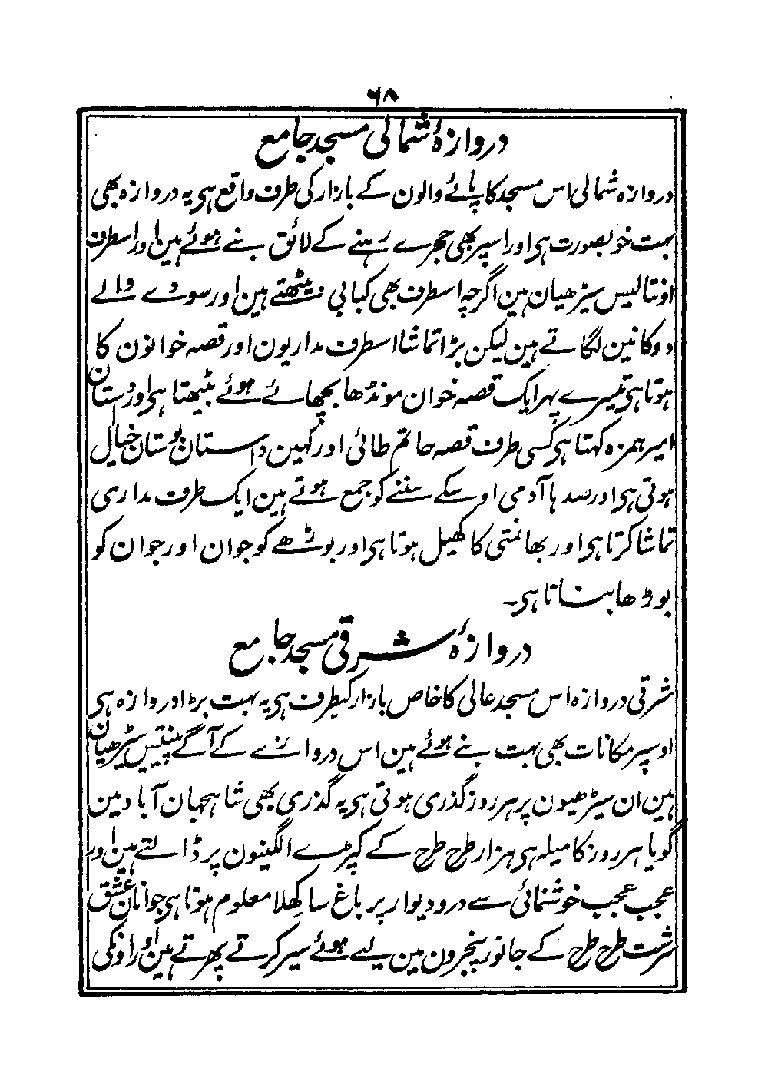 ۶۸
دروازۂ شمالی مسجد جامع
دروازہ شمالی اس مسجد کا پائے والون کے بازار کی طرف واقع ہی یہ دروازہ بھی
بہت خوبصورت ہی اور اسپر بھی حجرے رہنے کے لائق بنے ہوئے ہین اور اسطرف
اونتالیس سیڑھیان ہین اگرچہ اسطرف بھی کبابی بیٹھتے ہین اور سودے والے
دوکانین لگاتے ہین لیکن بڑا تماشا اسطرف مداریون اور قصہ خوانون کا
ہوتا ہی تیسرے پہر ایک قصہ خوان مونڈھا بچھائے ہوئے بیٹھتا ہی اور داستان
امیر حمزہ کہتا ہی کسی طرف قصہ حاتم طائی اور کہین داستان بوستان خیال
ہوتی ہی اور صدہا آدمی اوسکے سننے کو جمع ہوتے ہین ایک طرف مداری
تماشا کرتا ہی اور بھانمتی کا کھیل ہوتا ہی اور بوڑھے کو جوان اور جوان کو
بوڑھا بناتا ہی۔
دروازۂ شرقی مسجد جامع
شرقی دروازہ اس مسجد عالی کا خاص بازار کیطرف ہی یہ بہت بڑا دروازہ ہی
اوسپر مکانات بھی بہت بنے ہوئے ہین اس دروازے کے آگے پینتیس سیڑھیان
ہین ان سیڑھیون پر ہر روز گذری ہوتی ہی یہ گذری بھی شاہجہان آباد مین
گویا ہر روز کا میلہ ہی ہزار طرح طرح کے کپڑے الگنیون پر ڈالتے ہین اور
عجب عجب خوشنمائی سے در و دیوار پر باغ سا کھلا معلوم ہوتا ہی جوانان عشق
سرشت طرح طرح کے جانور پنجرون مین لیے ہوئے سیر کرتے پھرتے ہین اور اونکی